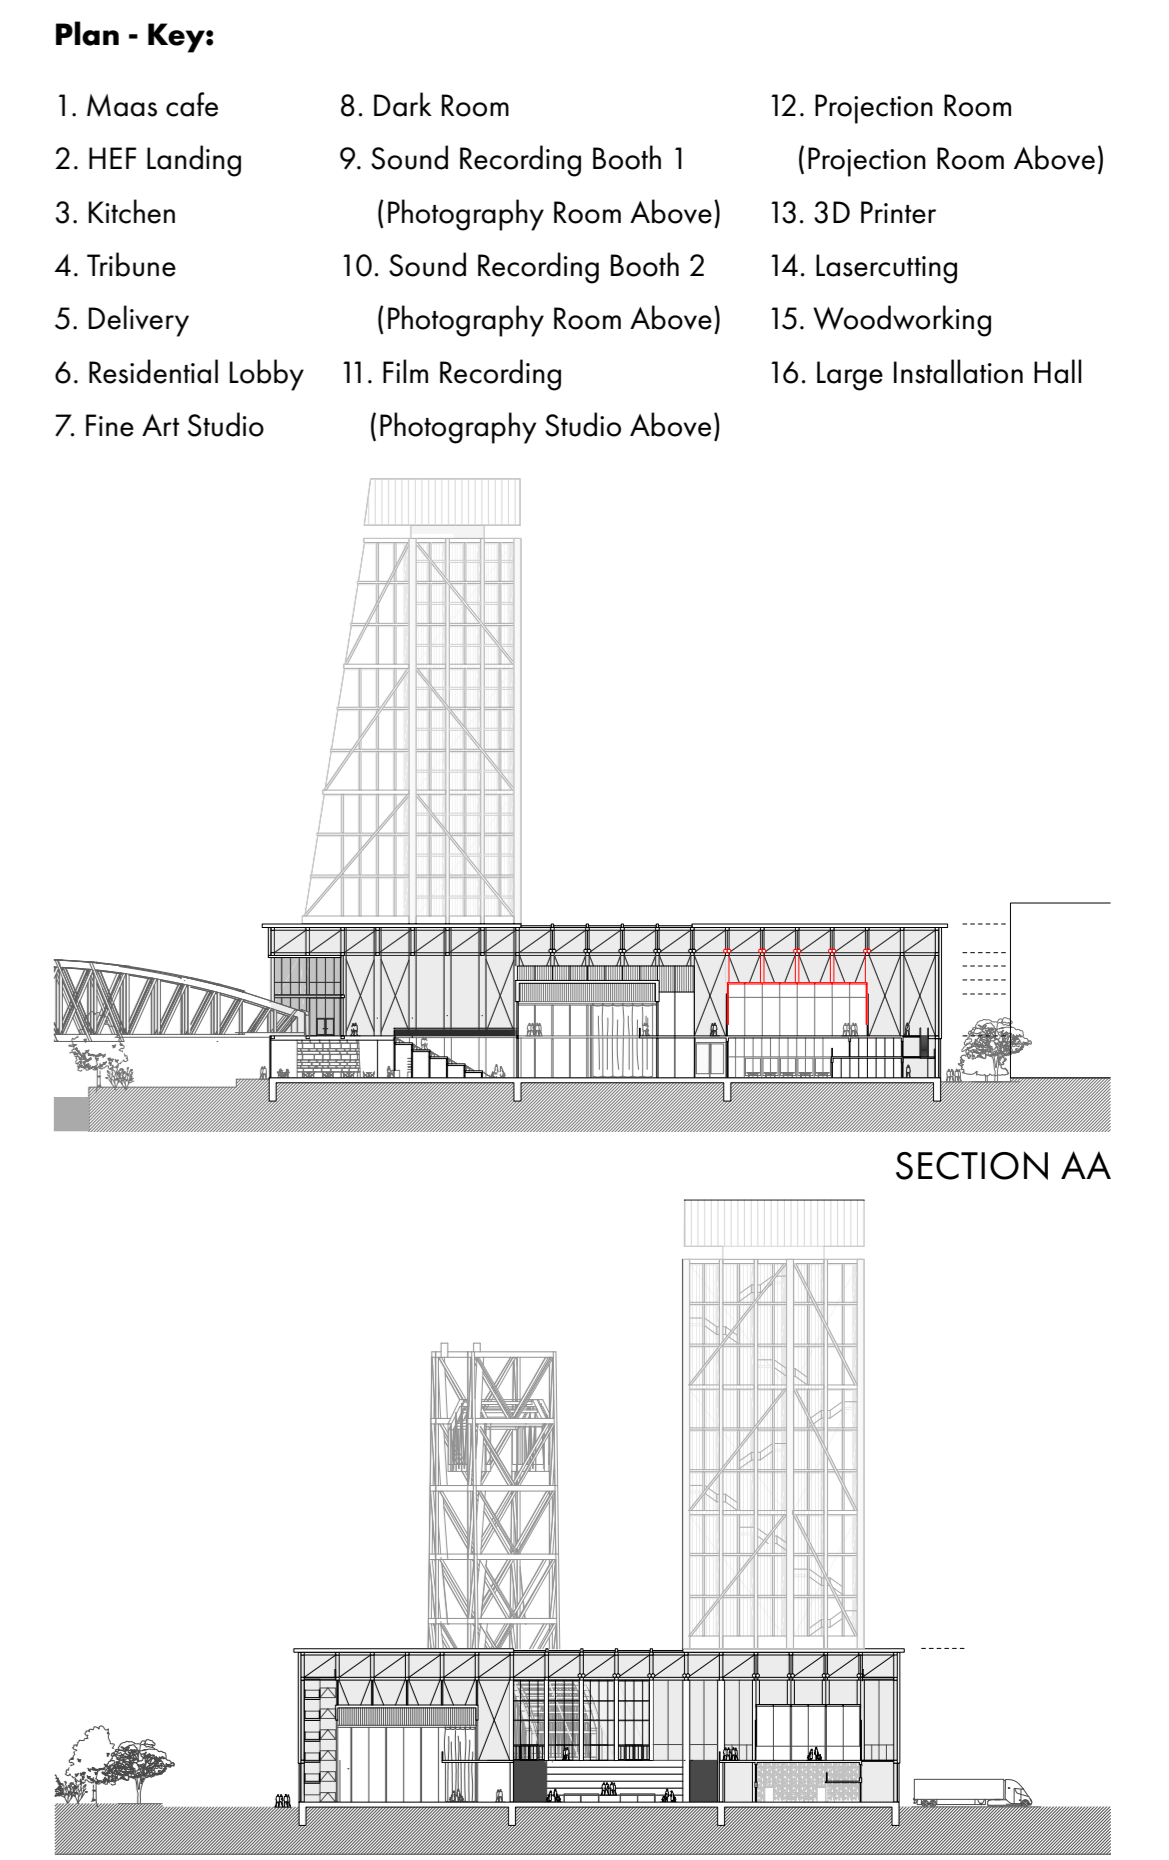 Plan - Key:
1. Maas cafe
2. HEF Landing
3. Kitchen
4. Tribune
5. Delivery
6. Residential Lobby
7. Fine Art Studio
8. Dark Room
9. Sound Recording Booth 1
(Photography Room Above)
10. Sound Recording Booth 2
(Photography Room Above)
11. Film Recording
(Photography Studio Above)
12. Projection Room
(Projection Room Above)
13. 3D Printer
14. Lasercutting
15. Woodworking
16. Large Installation Hall
SECTION AA